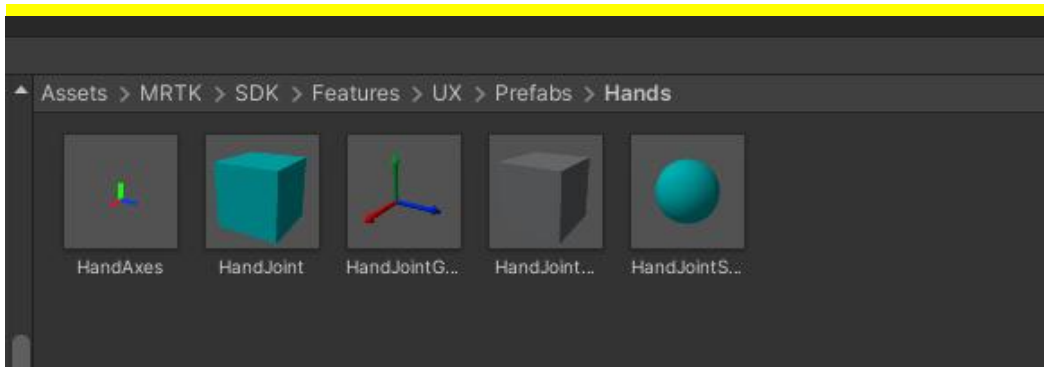 Assets > MRTK > SDK > Features > UX > Prefabs > Hands
HandAxes HandJoint HandJointG... HandJoint... HandJointS...